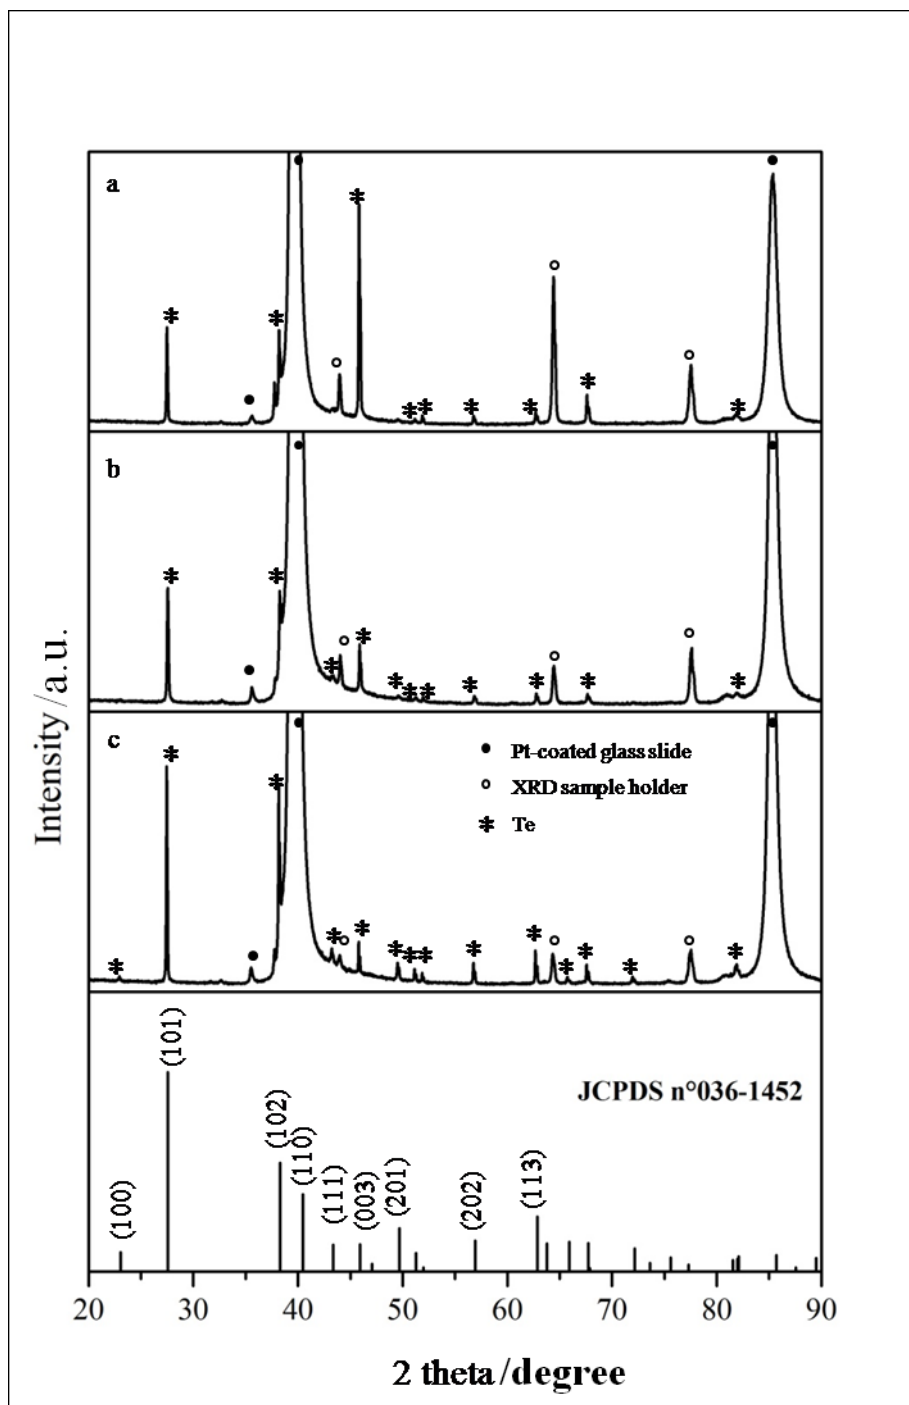 a
b
c
Intensity/a.u.
● Pt-coated glass slide
○ XRD sample holder
⁕ Te
JCPDS n°036-1452
(100)
(101)
(102)
(110)
(111)
(003)
(201)
(202)
(113)
20 30 40 50 60 70 80 90
2 theta/degree